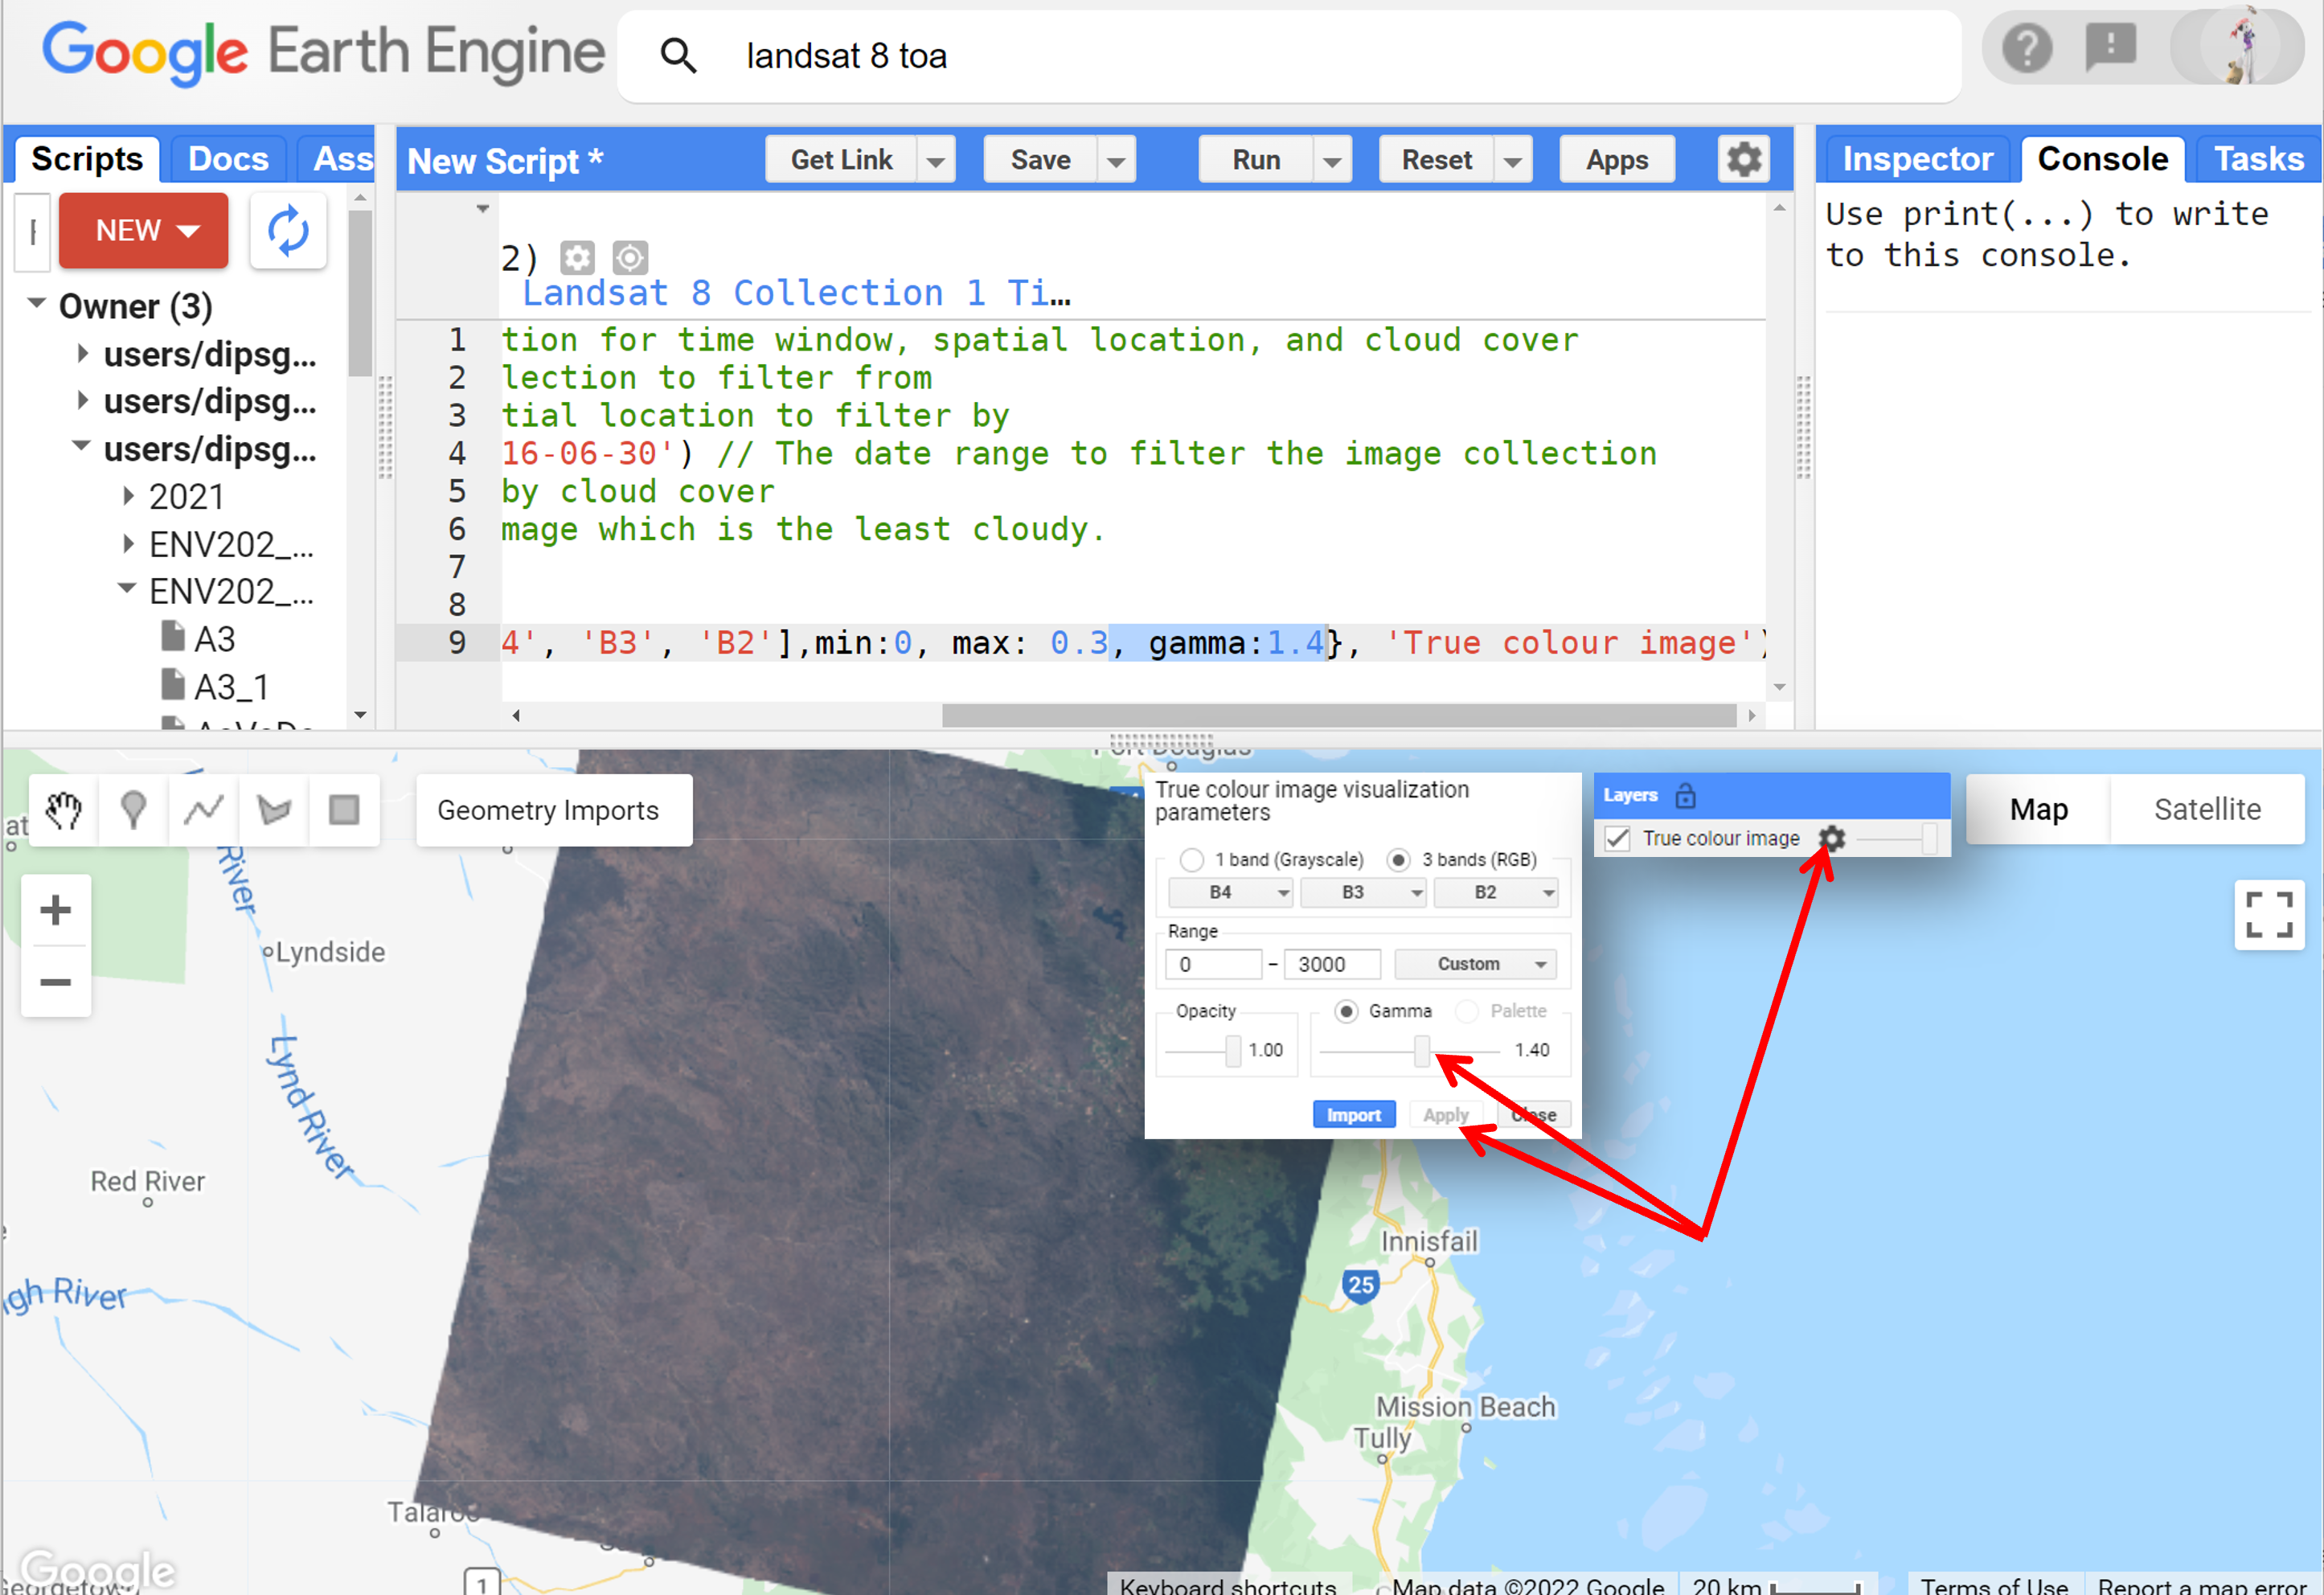 Google Earth Engine
landsat 8 toa
Scripts
Docs
Ass
NEW
Owner (3)
users/dipsg...
users/dipsg...
users/dipsg...
2021
ENV202_...
ENV202_...
A3
A3_1
New Script *
Get Link
Save
Run
Reset
Apps
2)
Landsat 8 Collection 1 Ti…
1 tion for time window, spatial location, and cloud cover
2 lection to filter from
3 tial location to filter by
4 16-06-30') // The date range to filter the image collection
5 by cloud cover
6 mage which is the least cloudy.
7
8
9 4', 'B3', 'B2'],min:0, max: 0.3, gamma:1.4}, 'True colour image')
Inspector
Console
Tasks
Use print(...) to write
to this console.
Geometry Imports
True colour image visualization
parameters
1 band (Grayscale)
3 bands (RGB)
B4
B3
B2
Range
0 – 3000
Custom
Opacity
1.00
Gamma
Palette
1.40
Import
Apply
Close
Layers
True colour image
Map
Satellite
Port Douglas
River
Lyndside
Lynd River
Red River
gh River
Innisfail
25
Mission Beach
Tully
Talaroo
1
Google
Georgetown
Keyboard shortcuts
Map data ©2022 Google
20 km
Terms of Use
Report a map error